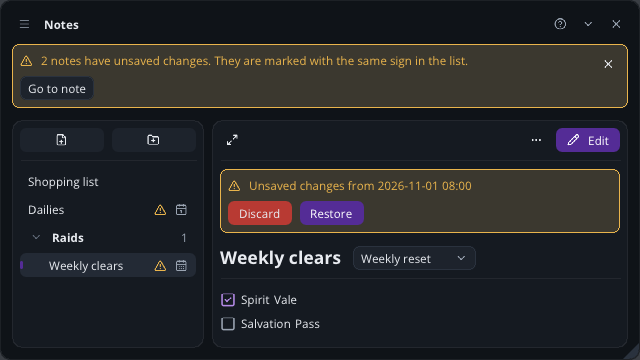 Notes
2 notes have unsaved changes. They are marked with the same sign in the list.
Go to note
Edit
Shopping list
Dailies
Raids 1
Weekly clears
Unsaved changes from 2026-11-01 08:00
Discard Restore
Weekly clears Weekly reset
Spirit Vale
Salvation Pass